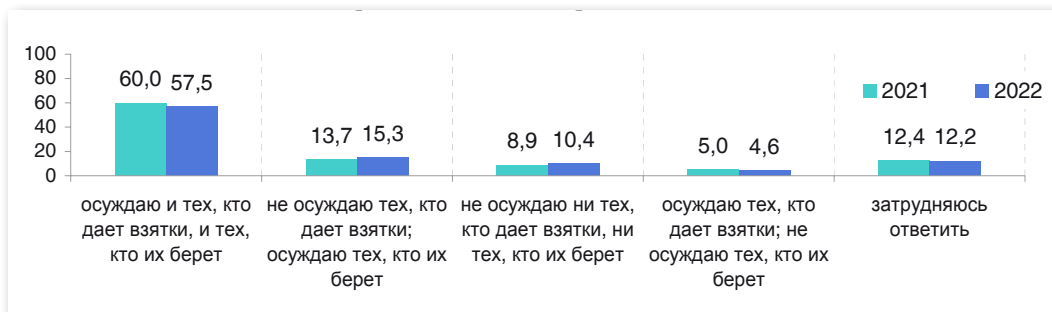 100
80
60
40
20
0
60,0 57,5
13,7 15,3
8,9 10,4
5,0 4,6
12,4 12,2
2021 2022
осуждаю и тех, кто
дает взятки, и тех,
кто их берет
не осуждаю тех, кто
дает взятки;
осуждаю тех, кто их
берет
не осуждаю ни тех,
кто дает взятки, ни
тех, кто их берет
осуждаю тех, кто
дает взятки; не
осуждаю тех, кто их
берет
затрудняюсь
ответить